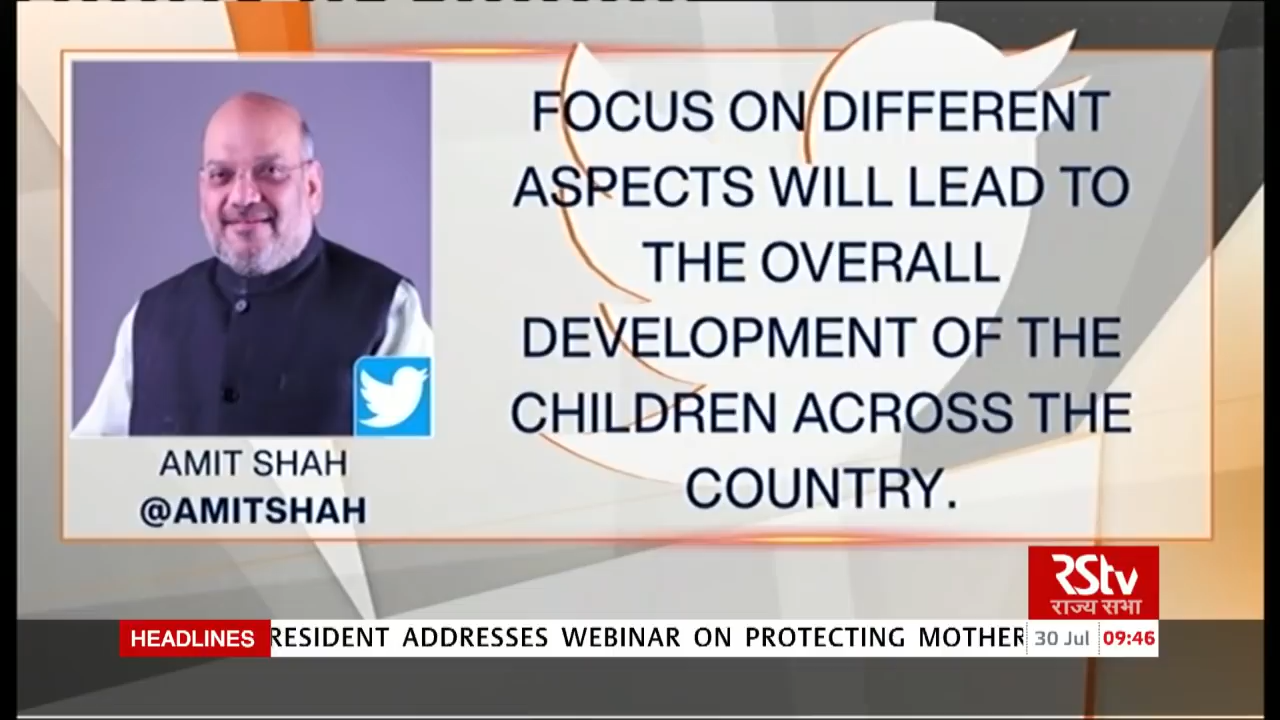 FOCUS ON DIFFERENT
ASPECTS WILL LEAD TO
THE OVERALL
DEVELOPMENT OF THE
CHILDREN ACROSS THE
COUNTRY.
AMIT SHAH
@AMITSHAH
RStv
राज्य सभा
HEADLINES RESIDENT ADDRESSES WEBINAR ON PROTECTING MOTHER 30 Jul 09:46